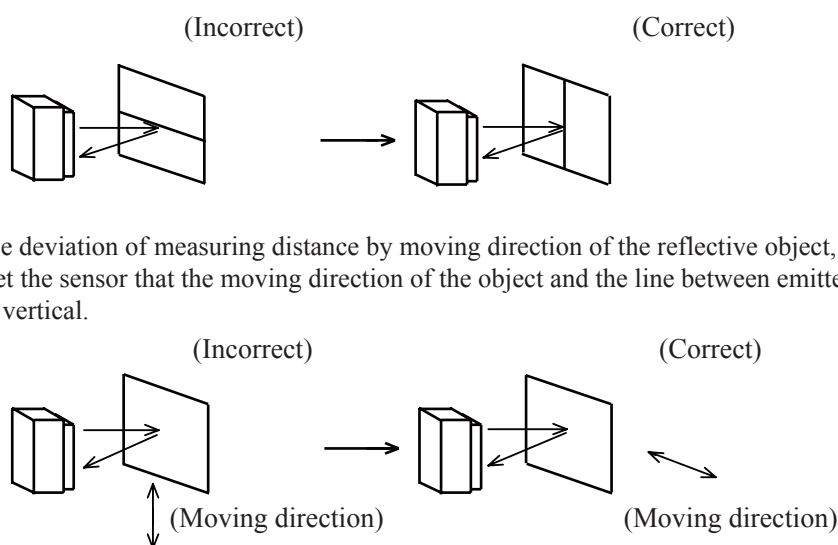 (Incorrect) (Correct)
e deviation of measuring distance by moving direction of the reflective object,
et the sensor that the moving direction of the object and the line between emitte
vertical.
(Incorrect) (Correct)
(Moving direction) (Moving direction)